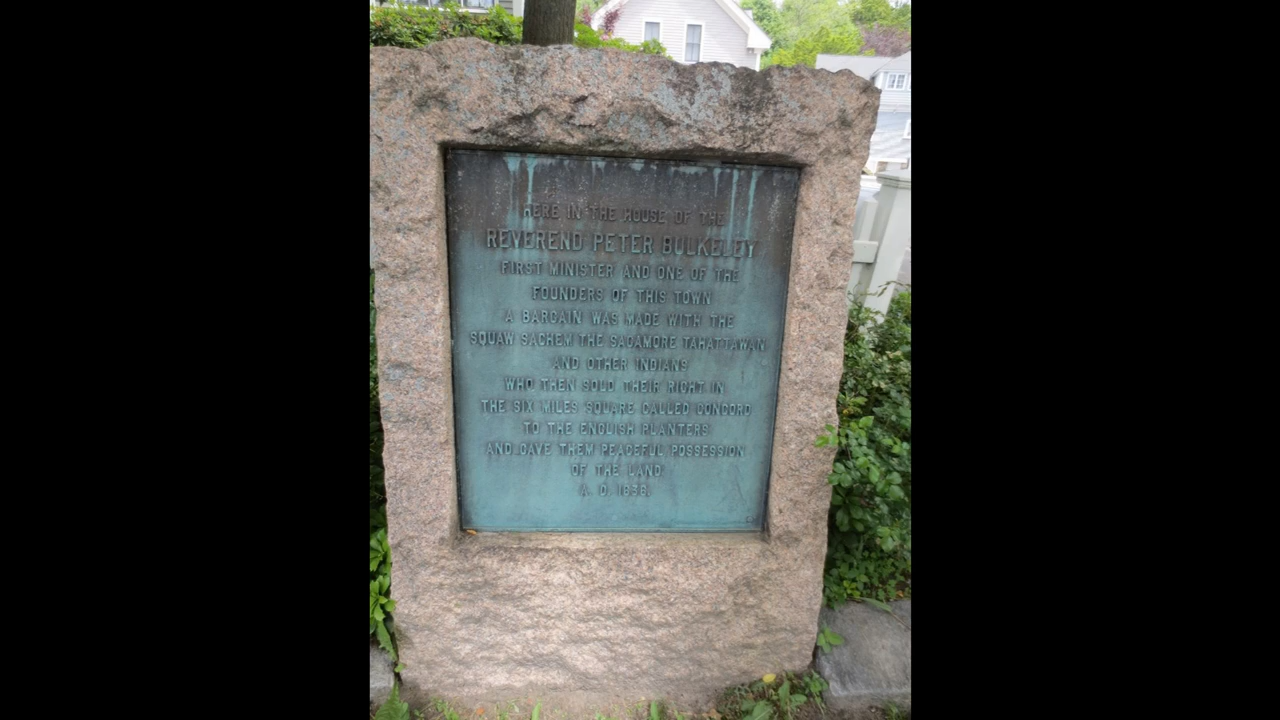 HERE IN THE HOUSE OF THE
REVEREND PETER BULKELEY
FIRST MINISTER AND ONE OF THE
FOUNDERS OF THIS TOWN
A BARGAIN WAS MADE WITH THE
SQUAW SACHEM THE SAGAMORE TAHATTAWAN
AND OTHER INDIANS
WHO THEN SOLD THEIR RIGHT IN
THE SIX MILES SQUARE CALLED CONCORD
TO THE ENGLISH PLANTERS
AND GAVE THEM PEACEFUL POSSESSION
OF THE LAND
A. D. 1636.